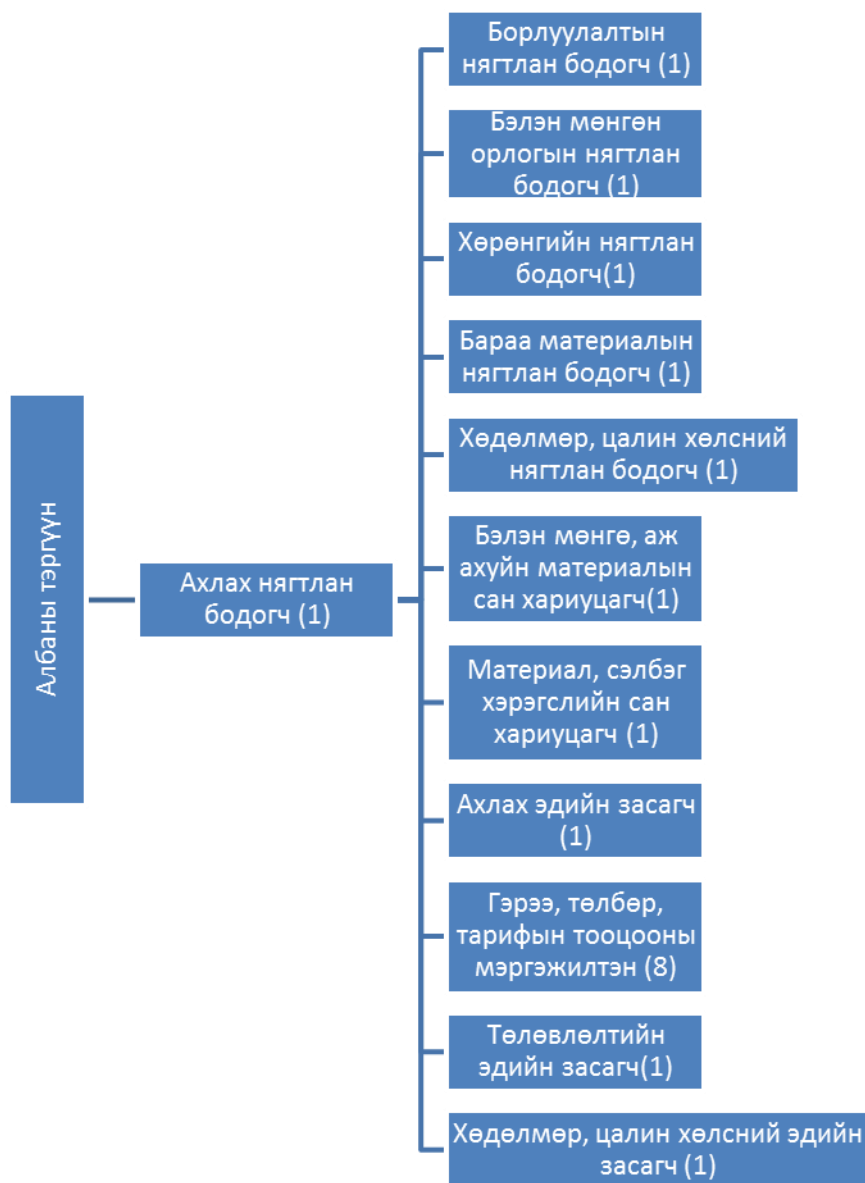 Албаны тэргүүн
Ахлах нягтлан
бодогч (1)
Борлуулалтын
нягтлан бодогч (1)
Бэлэн мөнгөн
орлогын нягтлан
бодогч (1)
Хөрөнгийн нягтлан
бодогч(1)
Бараа материалын
нягтлан бодогч (1)
Хөдөлмөр, цалин хөлсний
нягтлан бодогч (1)
Бэлэн мөнгө, аж
ахуйн материалын
сан хариуцагч(1)
Материал, сэлбэг
хэрэгслийн сан
хариуцагч (1)
Ахлах эдийн засагч
(1)
Гэрээ, төлбөр,
тарифын тооцооны
мэргэжилтэн (8)
Төлөвлөлтийн
эдийн засагч(1)
Хөдөлмөр, цалин хөлсний эдийн
засагч (1)